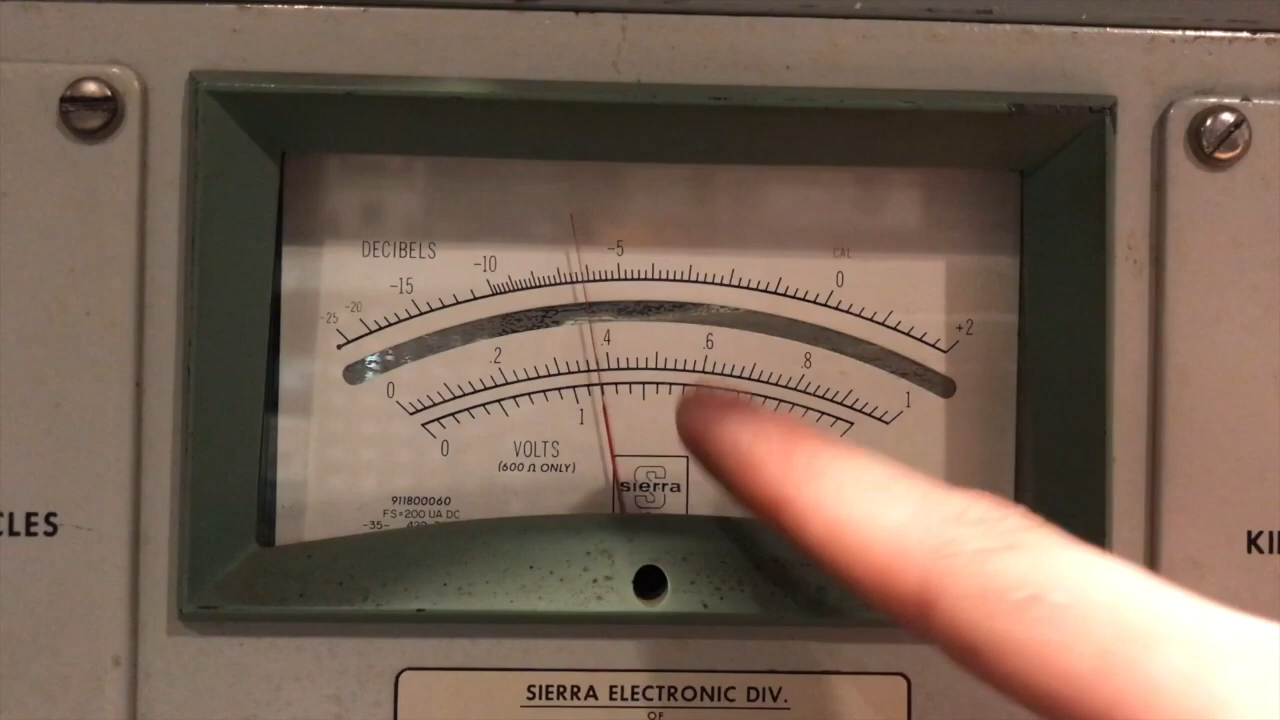 DECIBELS
CAL
-25 -20 -15 -10 -5 0 +2
0 .2 .4 .6 .8 1
0 1
VOLTS
(600 Ω ONLY)
S
sierra
911800060
FS=200 UA DC
-35-
CLES
KI
SIERRA ELECTRONIC DIV.
OF